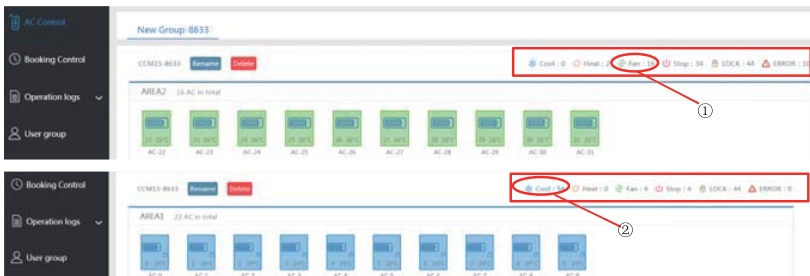 AC Control
New Group-8633
Booking Control
CCM15-8633 Rename Delete Cool : 0 Heat : 2 Fan : 16 Stop : 34 LOCK : 44 ERROR : 10
Operation logs
AREA2 16 AC in total
①
User group
AC-22 AC-23 AC-24 AC-25 AC-26 AC-27 AC-28 AC-29 AC-30 AC-31
Booking Control
CCM15-8633 Rename Delete Cool : 54 Heat : 0 Fan : 4 Stop : 4 LOCK : 44 ERROR : 0
Operation logs
AREA1 22 AC in total
②
User group